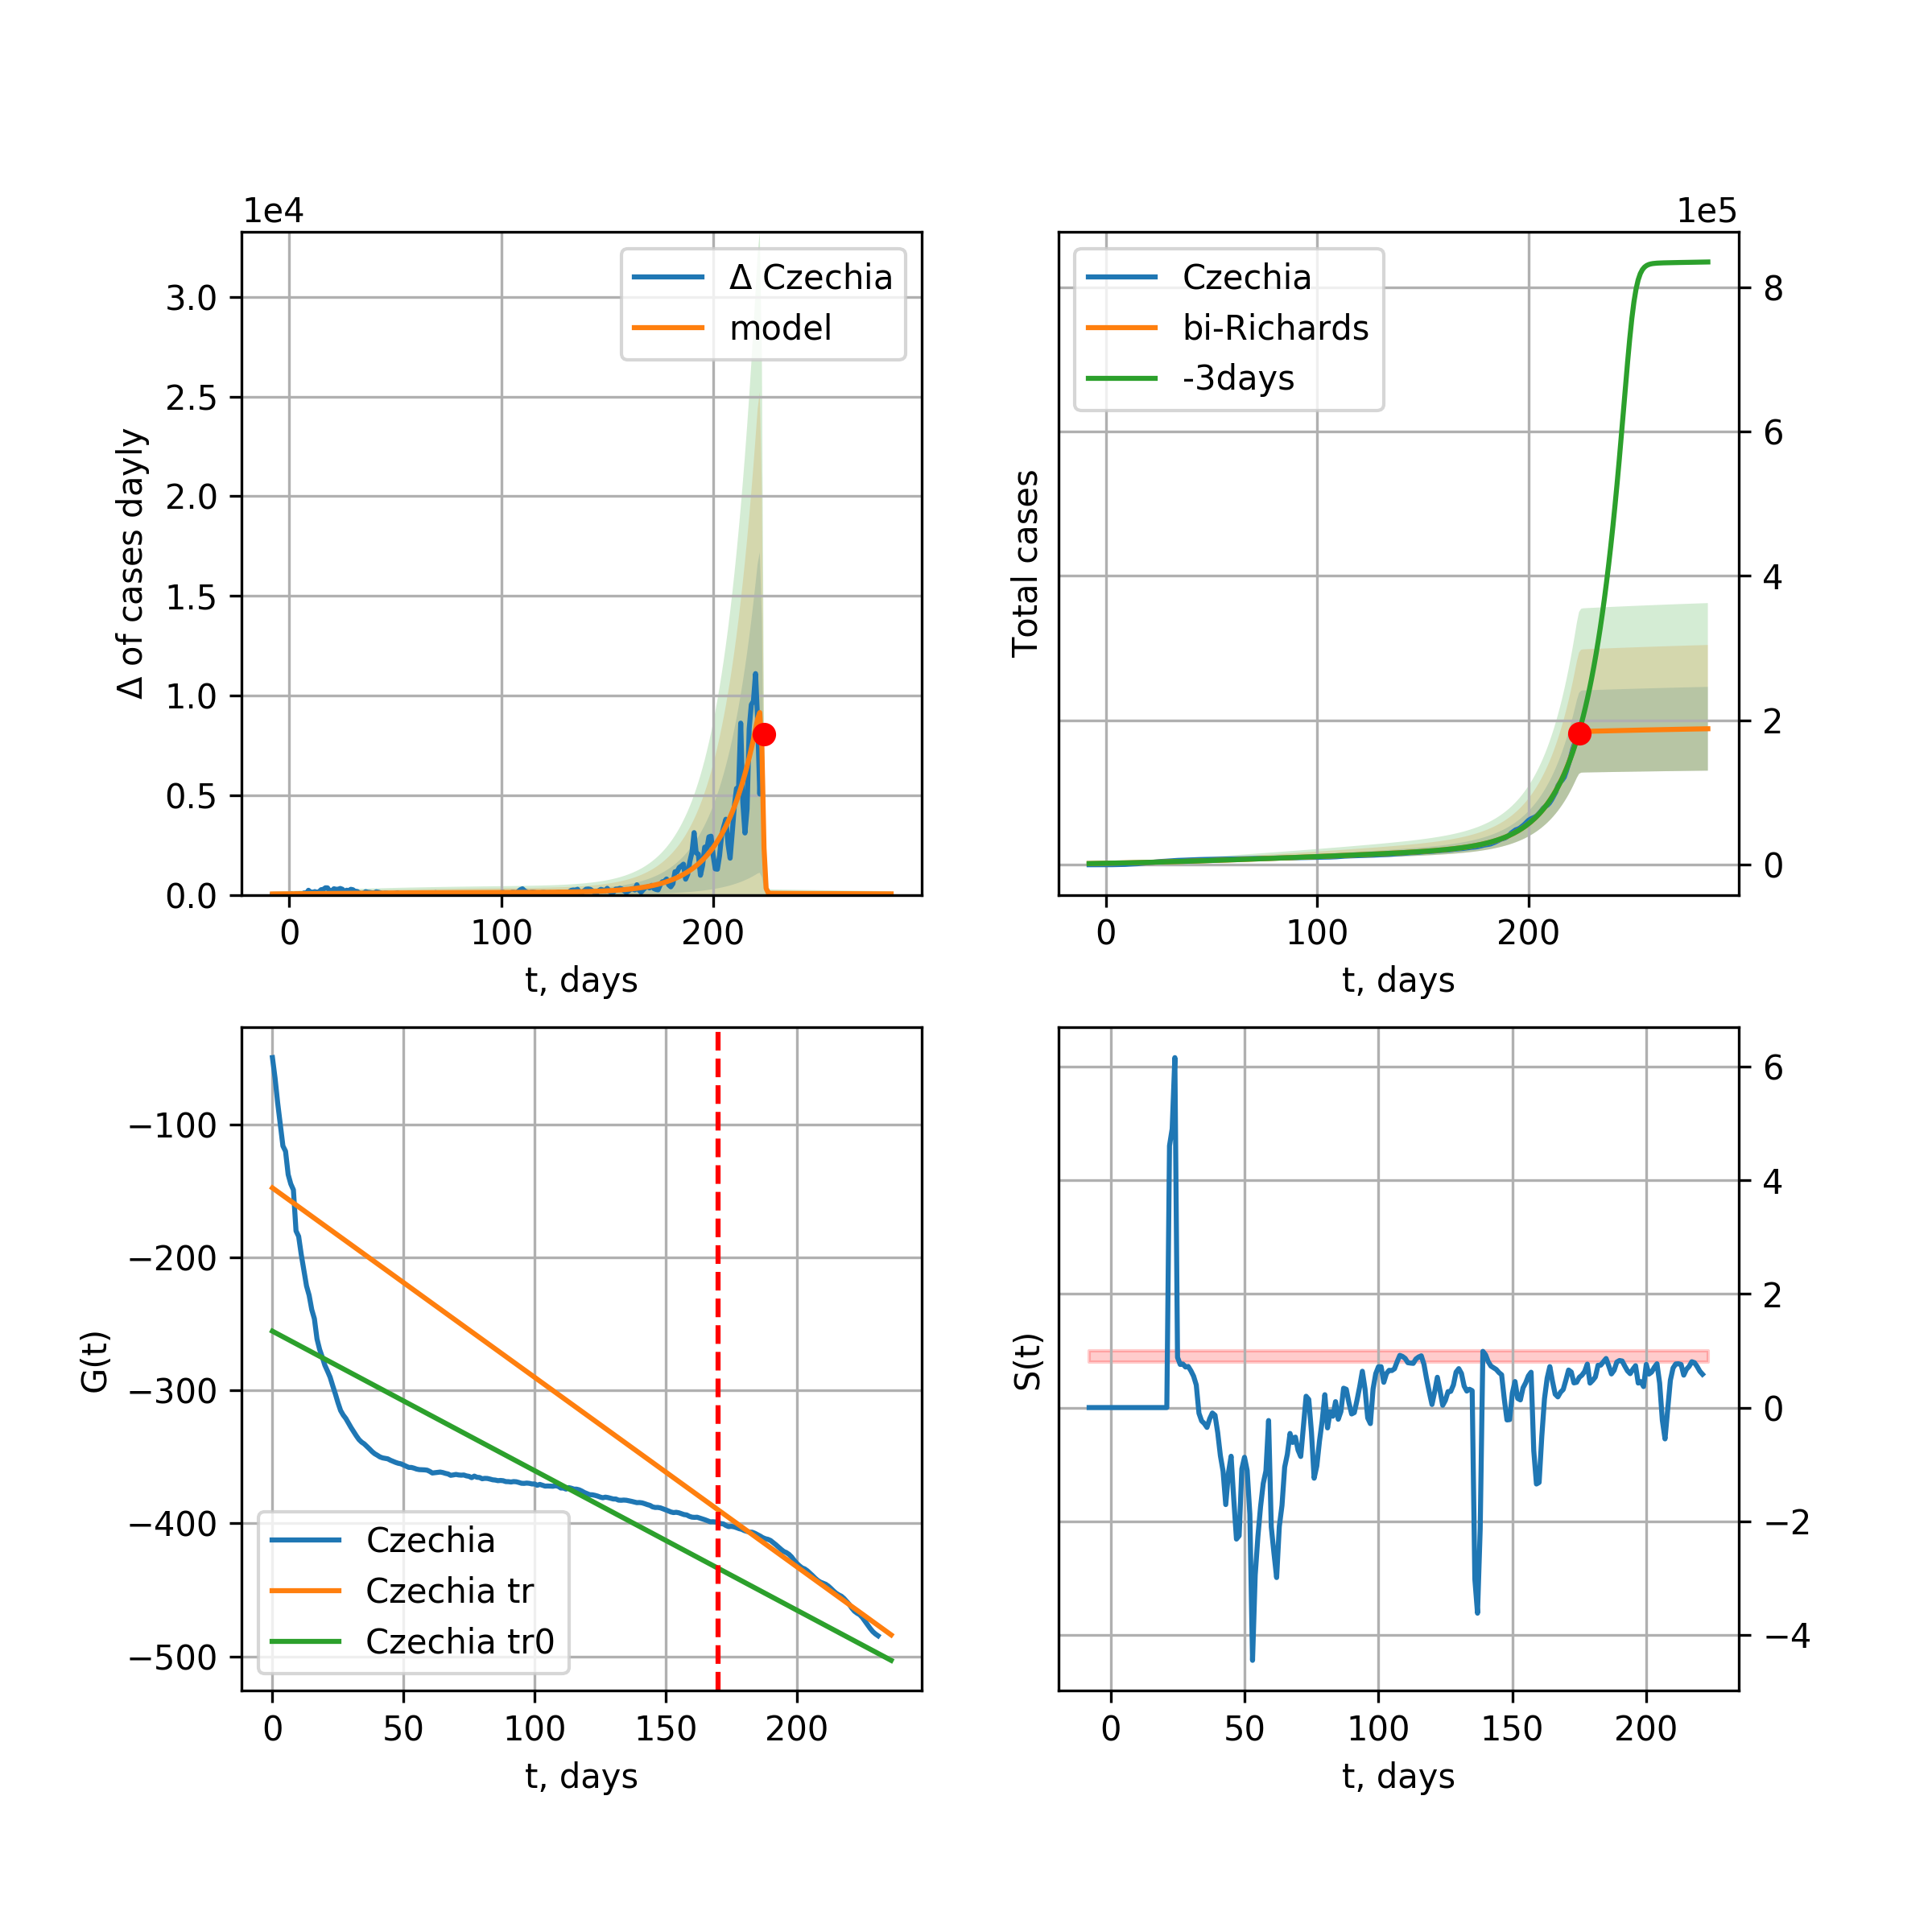 1e4
Δ of cases dayly
3.0
2.5
2.0
1.5
1.0
0.5
0.0
0 100 200
t, days
Δ Czechia
model
1e5
Total cases
8
6
4
2
0
0 100 200
t, days
Czechia
bi-Richards
-3days
G(t)
−100
−200
−300
−400
−500
0 50 100 150 200
t, days
Czechia
Czechia tr
Czechia tr0
S(t)
6
4
2
0
−2
−4
0 50 100 150 200
t, days